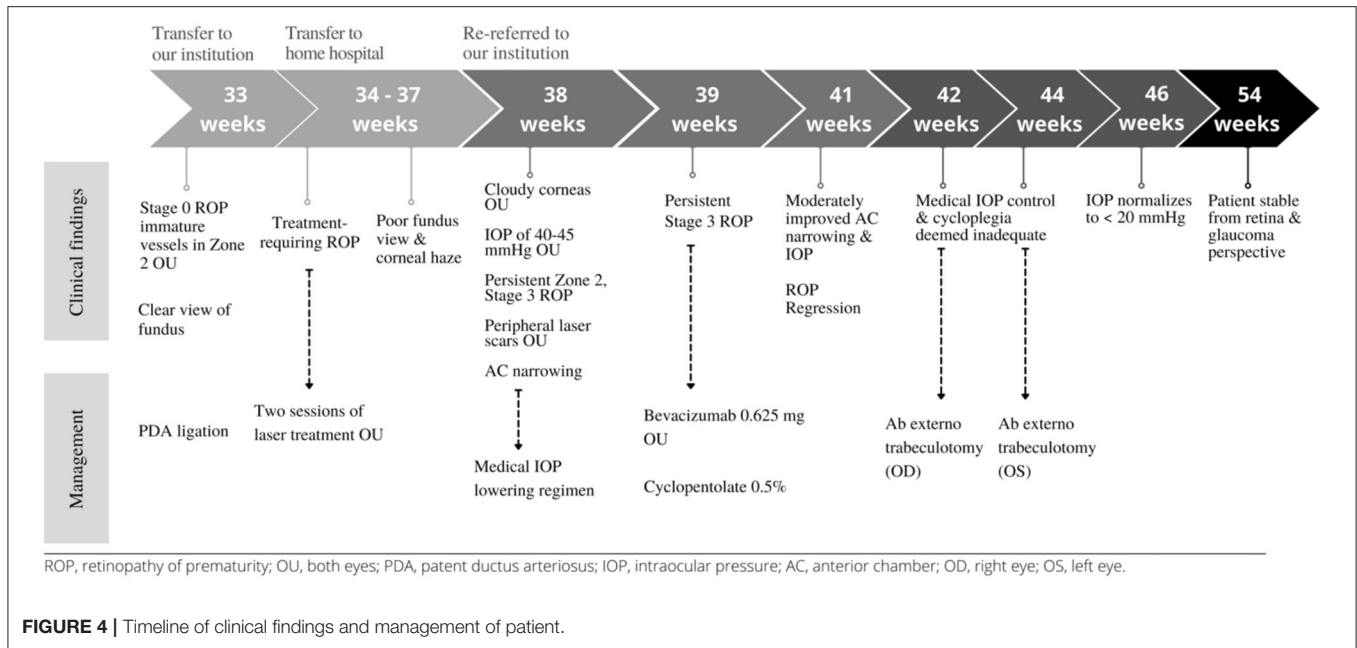 Transfer to
our institution
Transfer to
home hospital
Re-referred to
our institution
33
weeks
34 - 37
weeks
38
weeks
39
weeks
41
weeks
42
weeks
44
weeks
46
weeks
54
weeks
Clinical findings
Stage 0 ROP
immature
vessels in Zone
2 OU
Clear view of
fundus
Treatment-
requiring ROP
Poor fundus
view &
corneal haze
Cloudy corneas
OU
IOP of 40-45
mmHg OU
Persistent Zone 2,
Stage 3 ROP
Peripheral laser
scars OU
AC narrowing
Persistent
Stage 3 ROP
Moderately
improved AC
narrowing &
IOP
ROP
Regression
Medical IOP control
& cycloplegia
deemed inadequate
IOP normalizes
to < 20 mmHg
Patient stable
from retina &
glaucoma
perspective
Management
PDA ligation
Two sessions of
laser treatment OU
Medical IOP
lowering regimen
Bevacizumab 0.625 mg
OU
Cyclopentolate 0.5%
Ab externo
trabeculotomy
(OD)
Ab externo
trabeculotomy
(OS)
ROP, retinopathy of prematurity; OU, both eyes; PDA, patent ductus arteriosus; IOP, intraocular pressure; AC, anterior chamber; OD, right eye; OS, left eye.
FIGURE 4 | Timeline of clinical findings and management of patient.